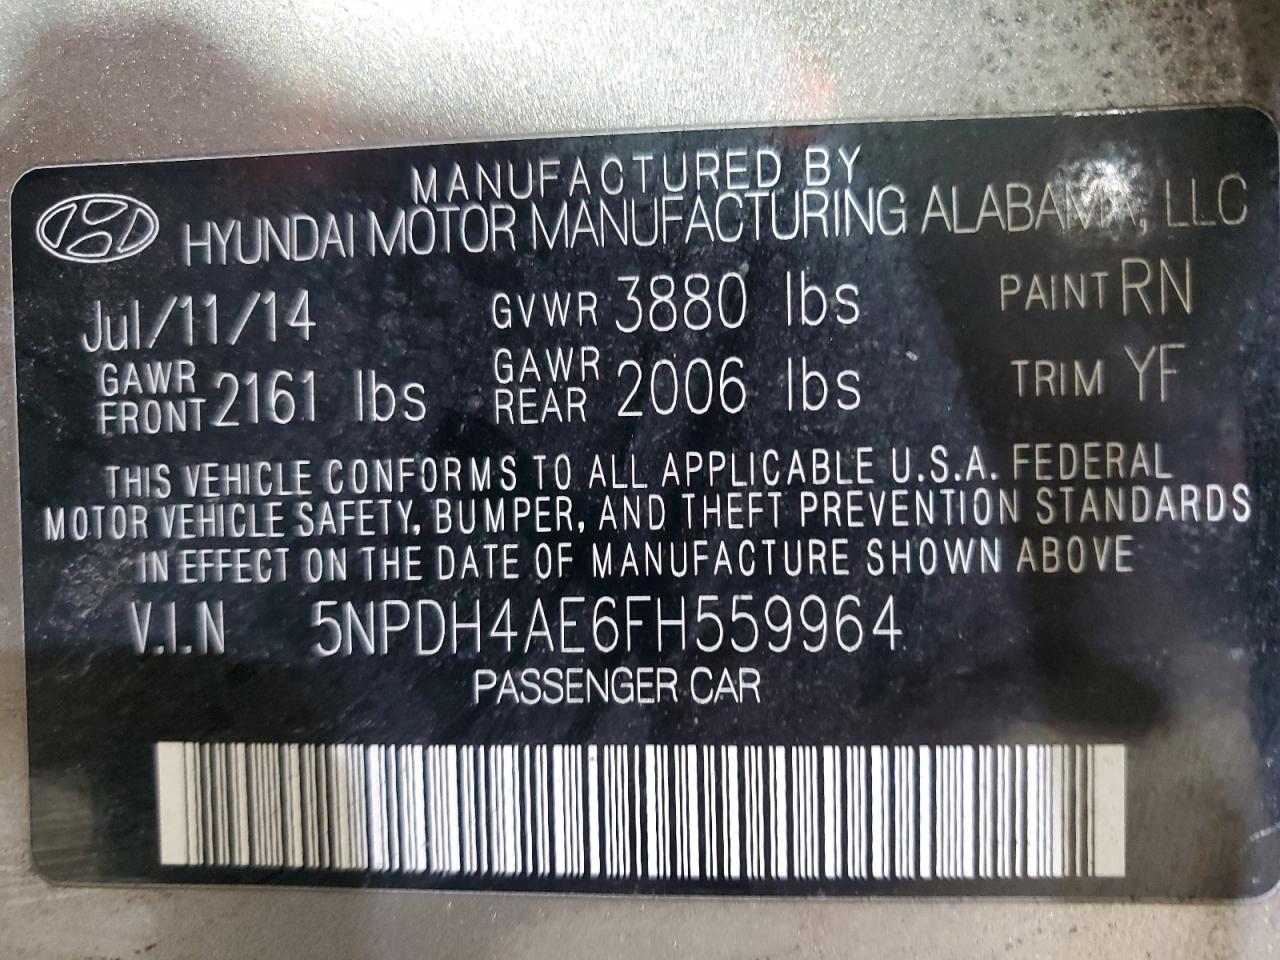 MANUFACTURED BY
HYUNDAI MOTOR MANUFACTURING ALABAMA, LLC
Jul/11/14 GVWR 3880 lbs PAINT RN
GAWR FRONT 2161 lbs GAWR REAR 2006 lbs TRIM YF
THIS VEHICLE CONFORMS TO ALL APPLICABLE U.S.A. FEDERAL
MOTOR VEHICLE SAFETY, BUMPER, AND THEFT PREVENTION STANDARDS
IN EFFECT ON THE DATE OF MANUFACTURE SHOWN ABOVE
V.I.N 5NPDH4AE6FH559964
PASSENGER CAR